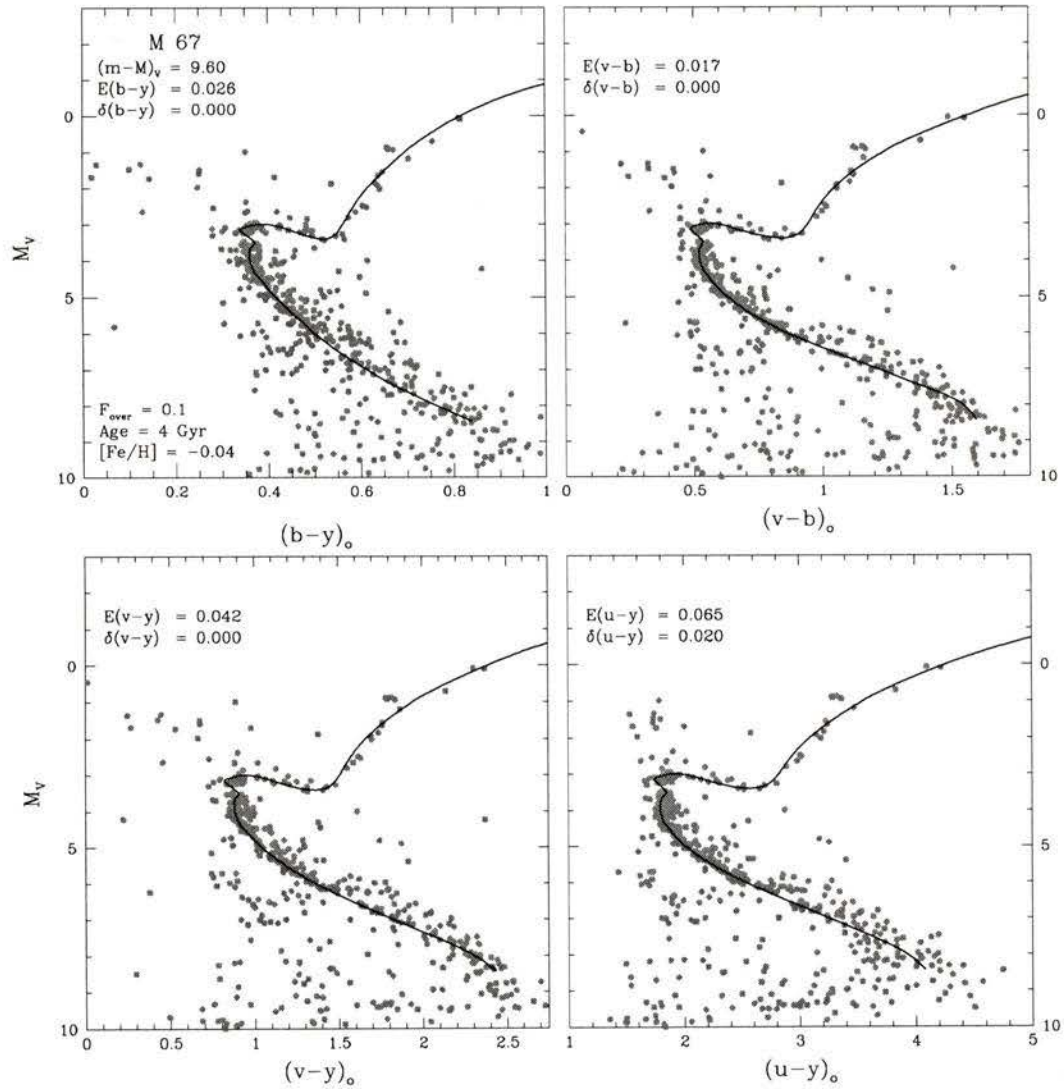 M 67
(m−M)v = 9.60
E(b−y) = 0.026
δ(b−y) = 0.000
0
5
10
Mv
Fover = 0.1
Age = 4 Gyr
[Fe/H] = −0.04
0 0.2 0.4 0.6 0.8 1
(b−y)o
E(v−b) = 0.017
δ(v−b) = 0.000
0
5
10
0 0.5 1 1.5
(v−b)o
E(v−y) = 0.042
δ(v−y) = 0.000
0
5
10
Mv
0 0.5 1 1.5 2 2.5
(v−y)o
E(u−y) = 0.065
δ(u−y) = 0.020
0
5
10
1 2 3 4 5
(u−y)o